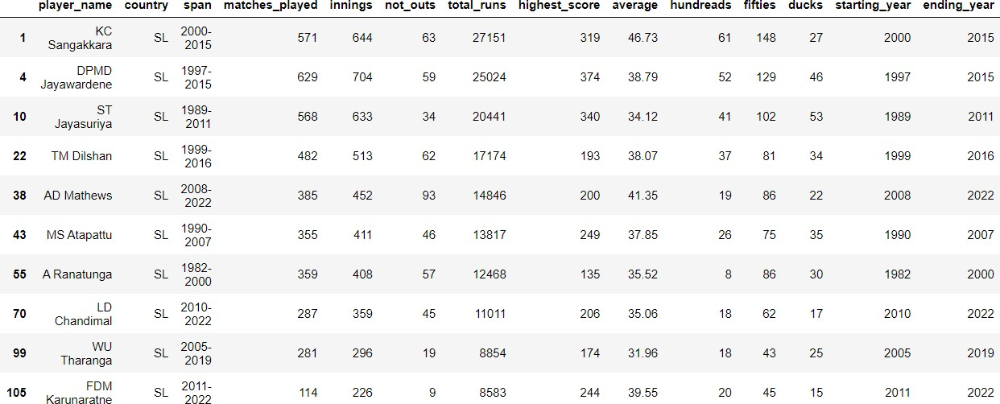 player_name country span matches_played innings not_outs total_runs highest_score average hundreads fifties ducks starting_year ending_year
1 KC Sangakkara SL 2000-2015 571 644 63 27151 319 46.73 61 148 27 2000 2015
4 DPMD Jayawardene SL 1997-2015 629 704 59 25024 374 38.79 52 129 46 1997 2015
10 ST Jayasuriya SL 1989-2011 568 633 34 20441 340 34.12 41 102 53 1989 2011
22 TM Dilshan SL 1999-2016 482 513 62 17174 193 38.07 37 81 34 1999 2016
38 AD Mathews SL 2008-2022 385 452 93 14846 200 41.35 19 86 22 2008 2022
43 MS Atapattu SL 1990-2007 355 411 46 13817 249 37.85 26 75 35 1990 2007
55 A Ranatunga SL 1982-2000 359 408 57 12468 135 35.52 8 86 30 1982 2000
70 LD Chandimal SL 2010-2022 287 359 45 11011 206 35.06 18 62 17 2010 2022
99 WU Tharanga SL 2005-2019 281 296 19 8854 174 31.96 18 43 25 2005 2019
105 FDM Karunaratne SL 2011-2022 114 226 9 8583 244 39.55 20 45 15 2011 2022